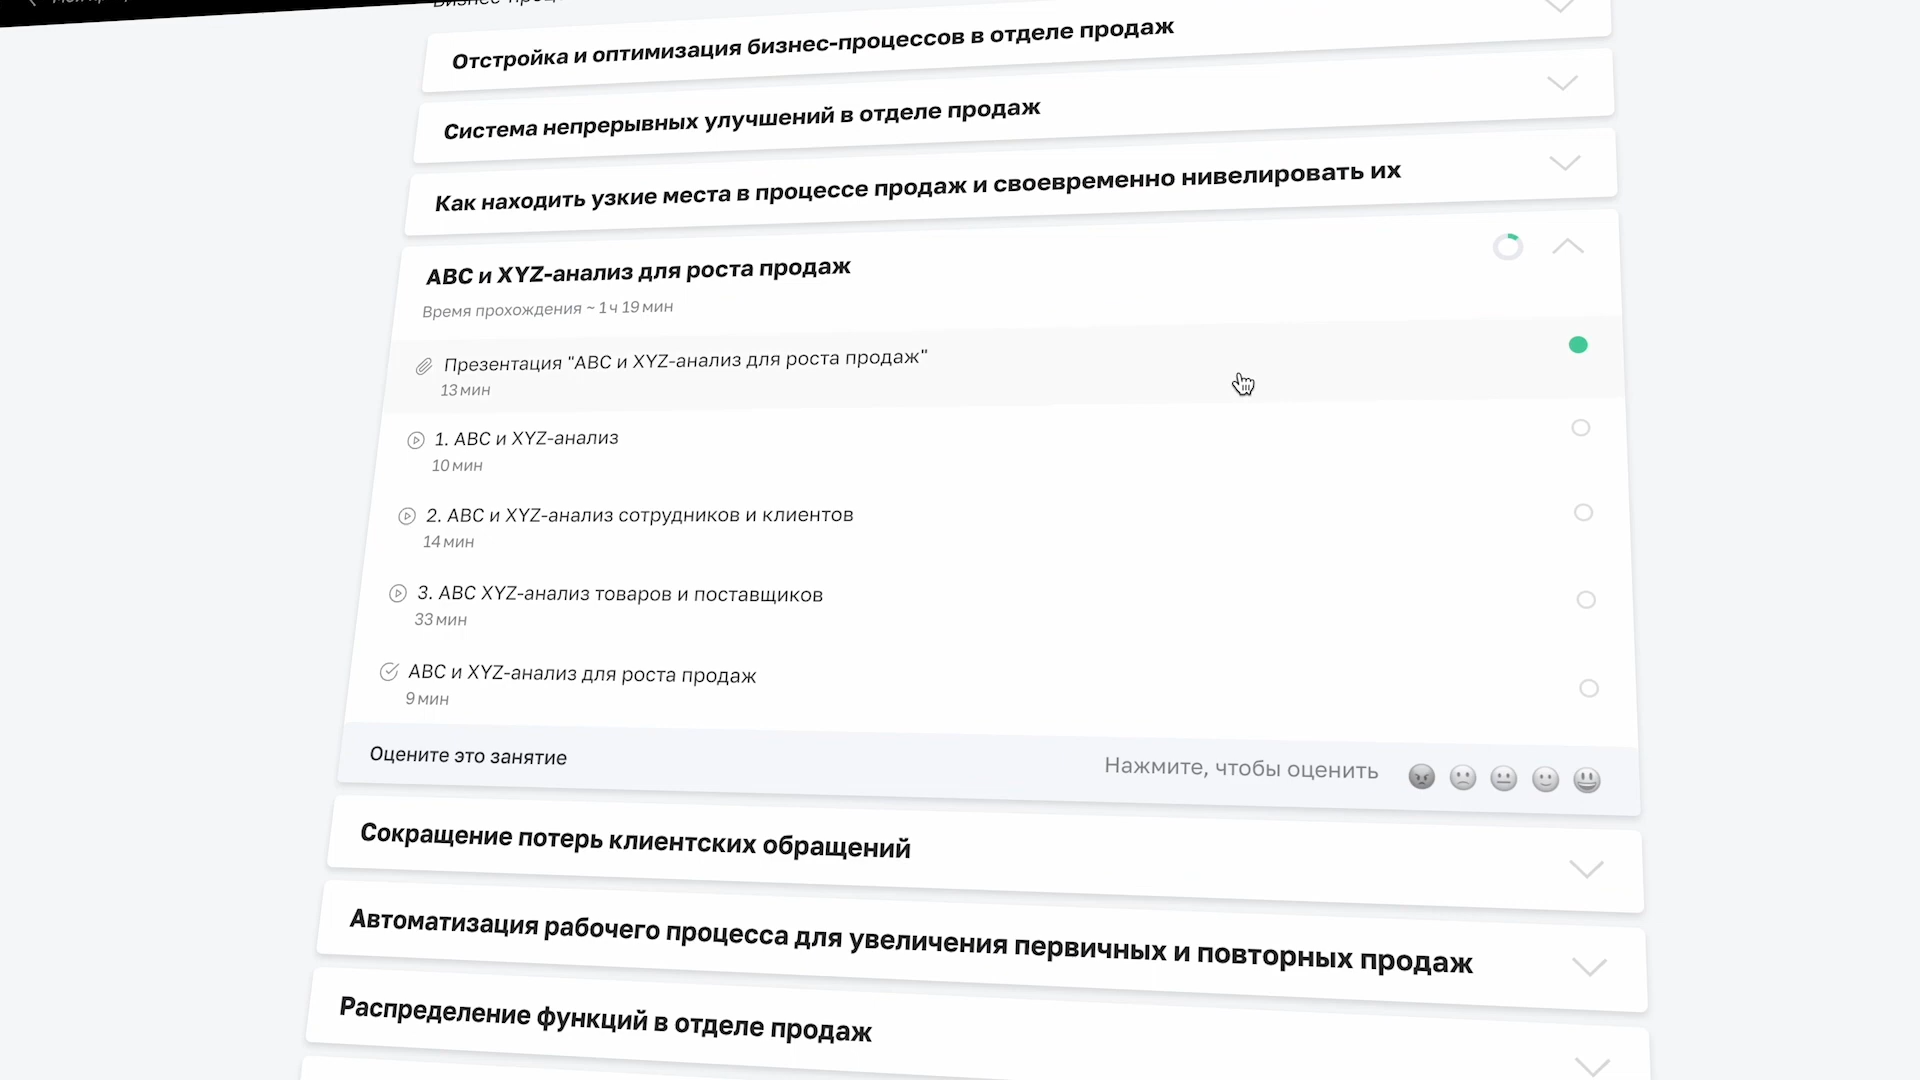 Отстройка и оптимизация бизнес-процессов в отделе продаж
Система непрерывных улучшений в отделе продаж
Как находить узкие места в процессе продаж и своевременно нивелировать их
ABC и XYZ-анализ для роста продаж
Время прохождения ~ 1 ч 19 мин
Презентация "ABC и XYZ-анализ для роста продаж"
13 мин
1. ABC и XYZ-анализ
10 мин
2. ABC и XYZ-анализ сотрудников и клиентов
14 мин
3. ABC XYZ-анализ товаров и поставщиков
33 мин
ABC и XYZ-анализ для роста продаж
9 мин
Оцените это занятие
Нажмите, чтобы оценить
Сокращение потерь клиентских обращений
Автоматизация рабочего процесса для увеличения первичных и повторных продаж
Распределение функций в отделе продаж